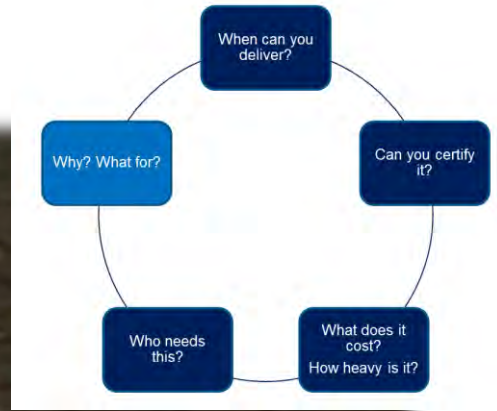 When can you
deliver?
Why? What for?
Can you certify
it?
Who needs
this?
What does it
cost?
How heavy is it?